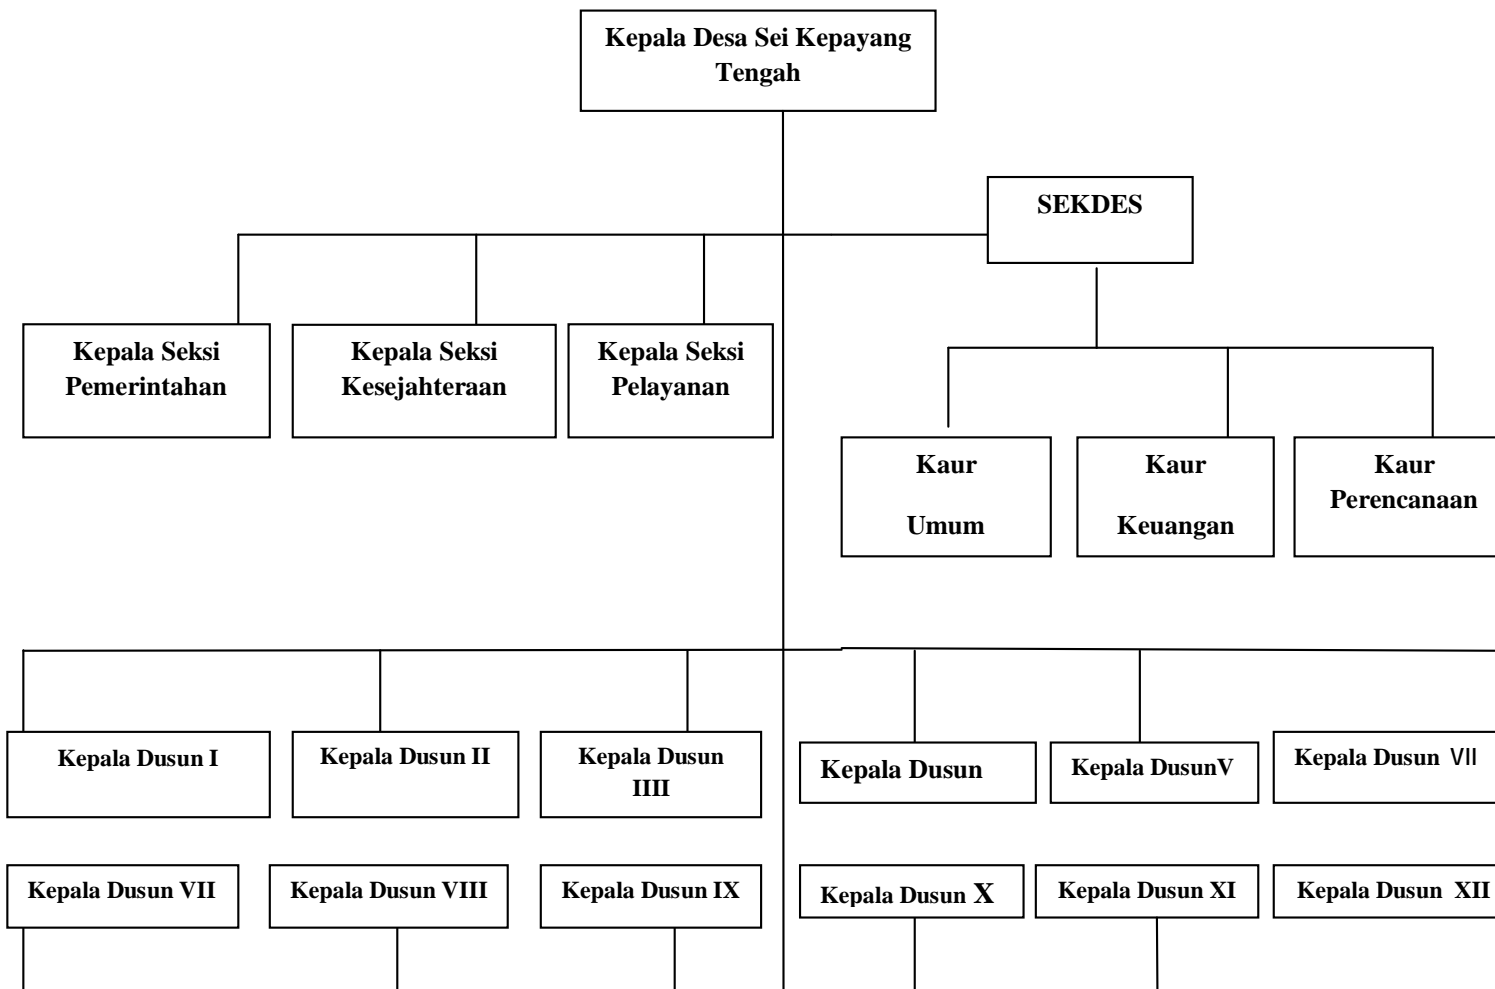 Kepala Desa Sei Kepayang
Tengah
SEKDES
Kepala Seksi
Pemerintahan
Kepala Seksi
Kesejahteraan
Kepala Seksi
Pelayanan
Kaur
Umum
Kaur
Keuangan
Kaur
Perencanaan
Kepala Dusun I
Kepala Dusun II
Kepala Dusun
IIII
Kepala Dusun
Kepala DusunV
Kepala Dusun VII
Kepala Dusun VII
Kepala Dusun VIII
Kepala Dusun IX
Kepala Dusun X
Kepala Dusun XI
Kepala Dusun XII